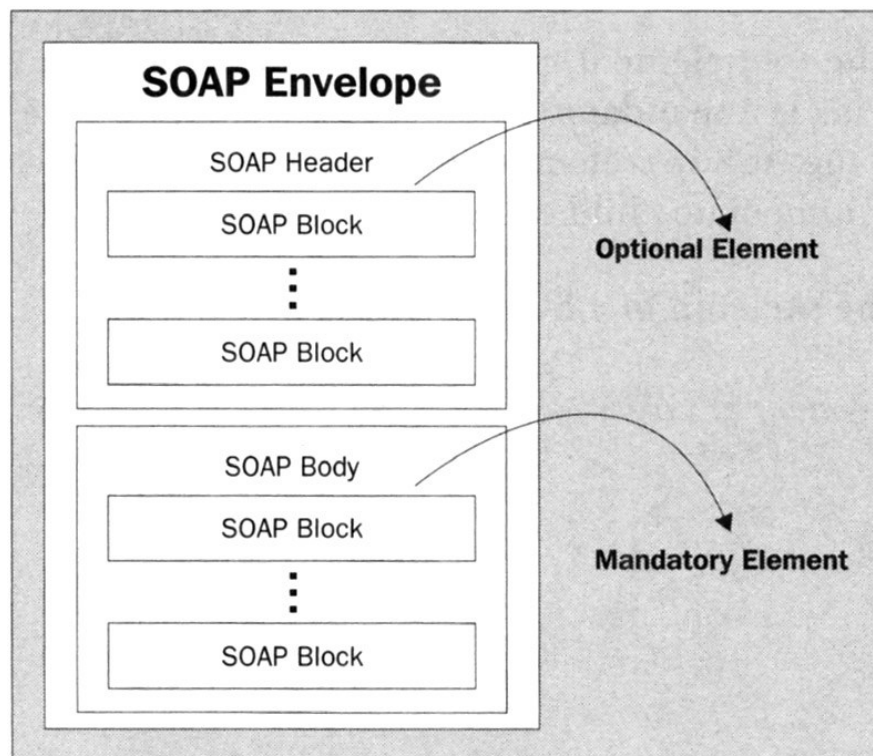 SOAP Envelope
SOAP Header
SOAP Block
SOAP Block
Optional Element
SOAP Body
SOAP Block
SOAP Block
Mandatory Element